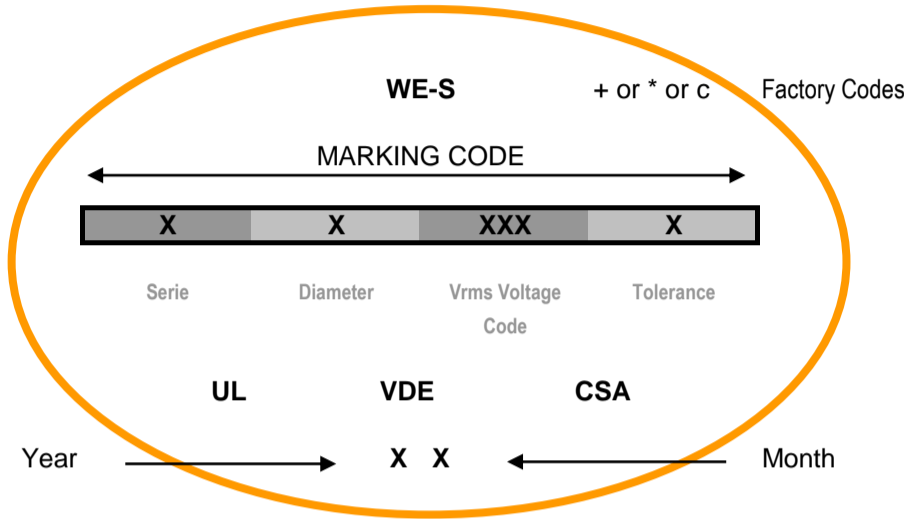 WE-S + or * or c Factory Codes
MARKING CODE
X X XXX X
Serie Diameter Vrms Voltage Code Tolerance
UL VDE CSA
Year X X Month